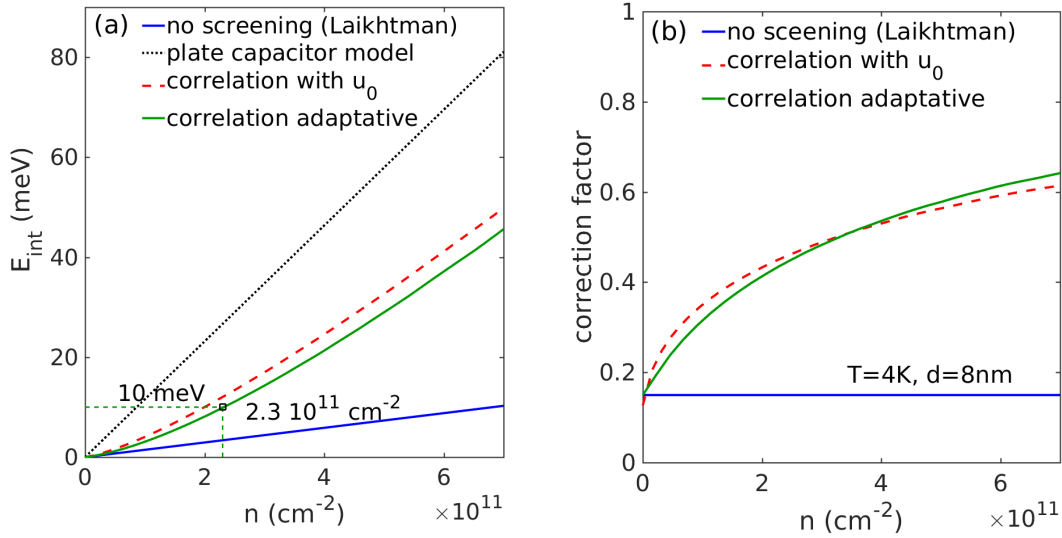 (a)
no screening (Laikhtman)
plate capacitor model
correlation with u0
correlation adaptative
80
60
40
20
0
E_int (meV)
10 meV
2.3 10^11 cm^-2
0
2
4
6
n (cm^-2)
×10^11
(b)
no sceening (Laikhtman)
correlation with u0
correlation adaptative
1
0.8
0.6
0.4
0.2
0
correction factor
T=4K, d=8nm
0
2
4
6
n (cm^-2)
×10^11